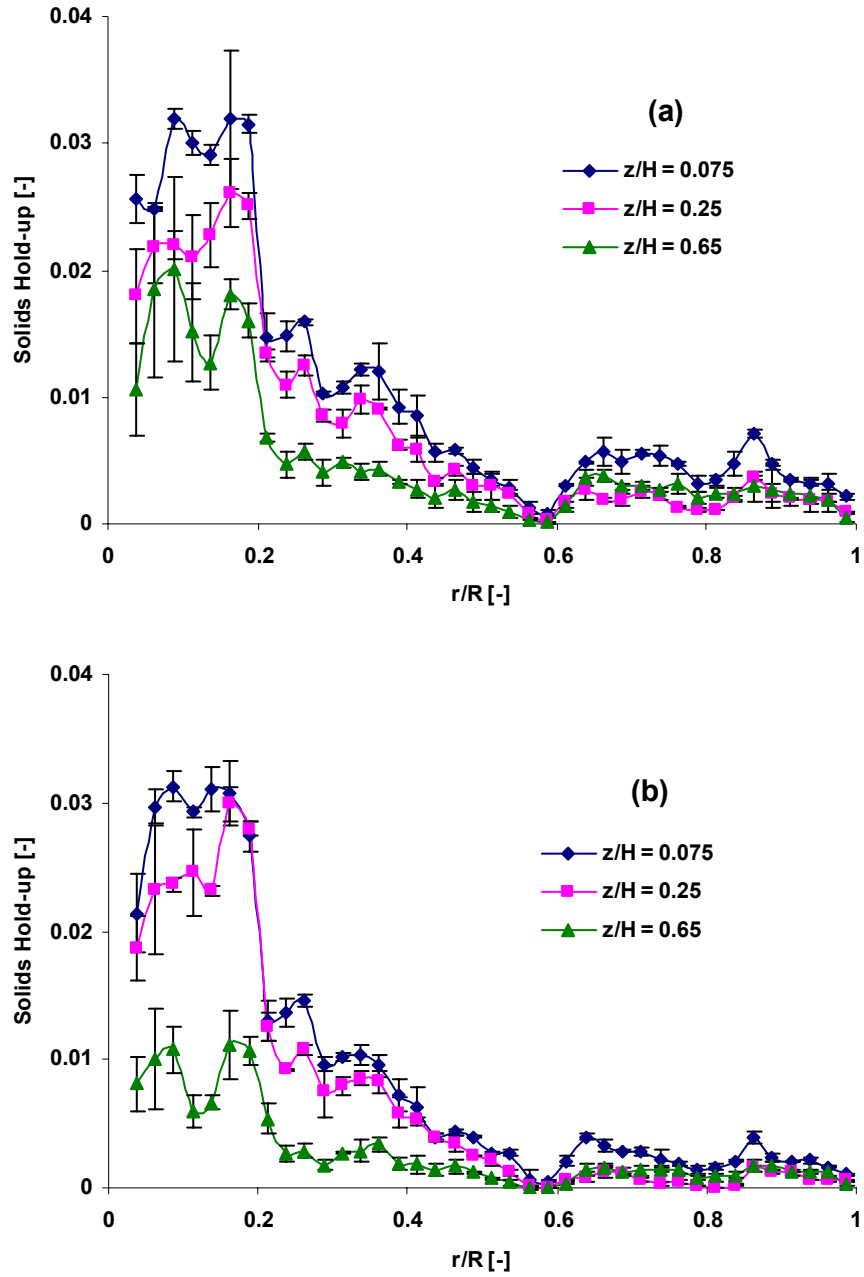 0.04
0.03
0.02
0.01
0
Solids Hold-up [-]
(a)
z/H = 0.075
z/H = 0.25
z/H = 0.65
0
0.2
0.4
0.6
0.8
1
r/R [-]
0.04
0.03
0.02
0.01
0
Solids Hold-up [-]
(b)
z/H = 0.075
z/H = 0.25
z/H = 0.65
0
0.2
0.4
0.6
0.8
1
r/R [-]